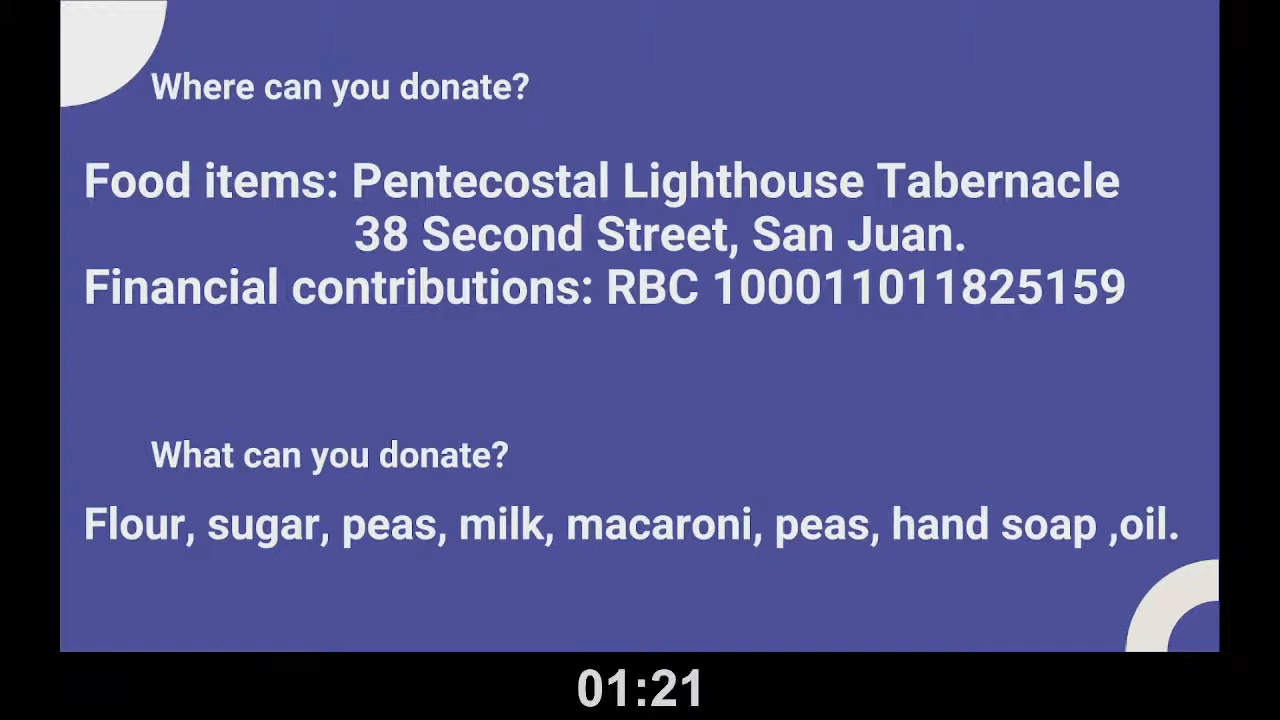 Where can you donate?
Food items: Pentecostal Lighthouse Tabernacle
38 Second Street, San Juan.
Financial contributions: RBC 100011011825159
What can you donate?
Flour, sugar, peas, milk, macaroni, peas, hand soap ,oil.
01:21